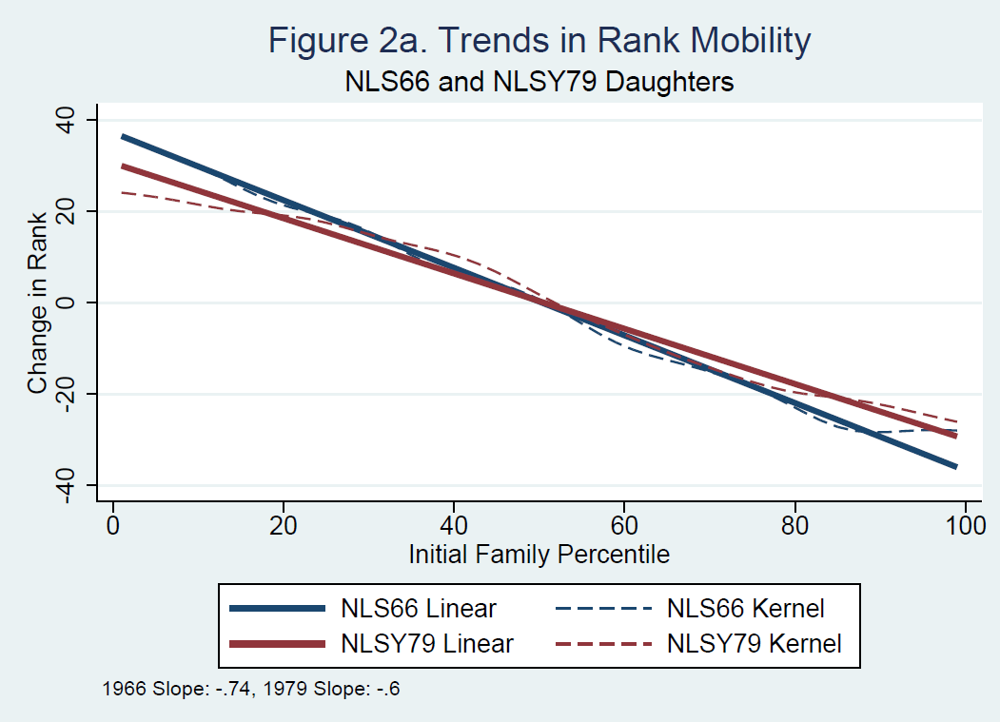 Figure 2a. Trends in Rank Mobility
NLS66 and NLSY79 Daughters
Change in Rank
40
20
0
-20
-40
0 20 40 60 80 100
Initial Family Percentile
NLS66 Linear NLS66 Kernel
NLSY79 Linear NLSY79 Kernel
1966 Slope: -.74, 1979 Slope: -.6